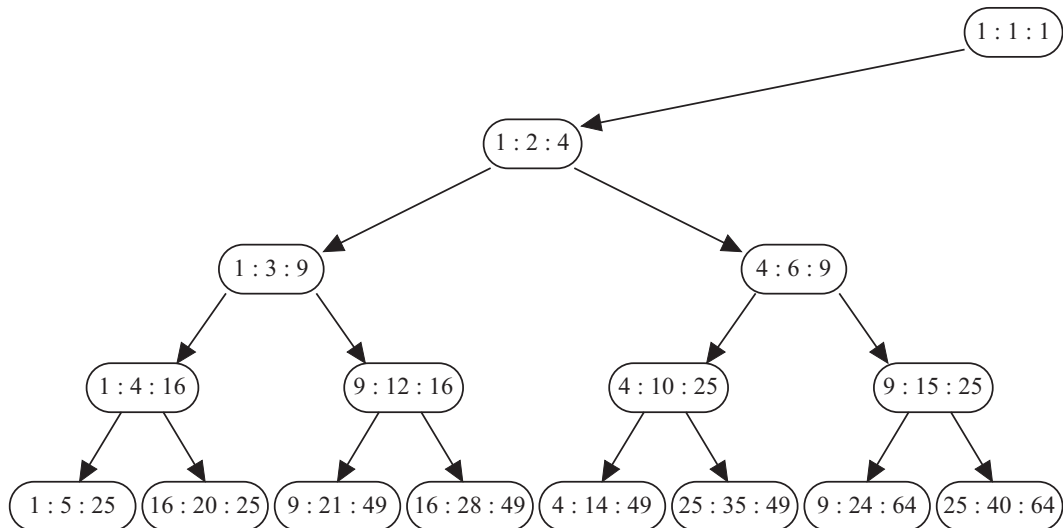 1 : 1 : 1
1 : 2 : 4
1 : 3 : 9
4 : 6 : 9
1 : 4 : 16
9 : 12 : 16
4 : 10 : 25
9 : 15 : 25
1 : 5 : 25
16 : 20 : 25
9 : 21 : 49
16 : 28 : 49
4 : 14 : 49
25 : 35 : 49
9 : 24 : 64
25 : 40 : 64